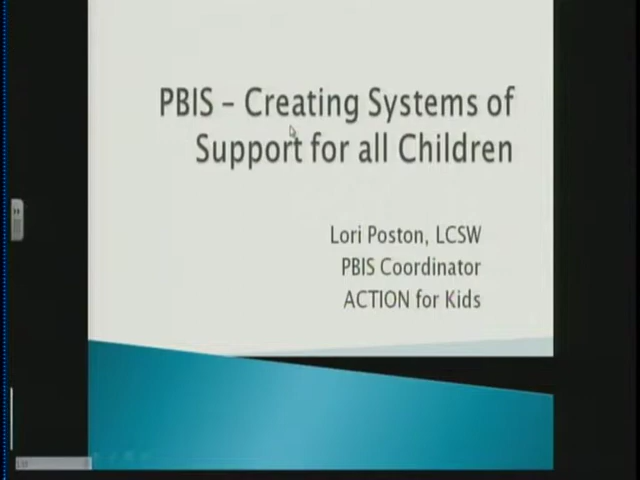 PBIS – Creating Systems of
Support for all Children
Lori Poston, LCSW
PBIS Coordinator
ACTION for Kids